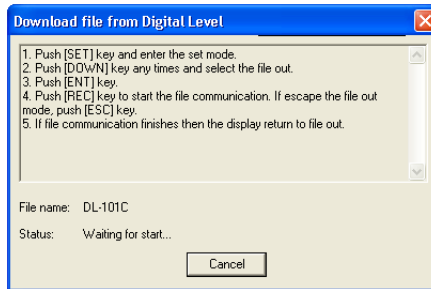 Download file from Digital Level
1. Push [SET] key and enter the set mode.
2. Push [DOWN] key any times and select the file out.
3. Push [ENT] key.
4. Push [REC] key to start the file communication. If escape the file out
mode, push [ESC] key.
5. If file communication finishes then the display return to file out.
File name: DL-101C
Status: Waiting for start...
Cancel